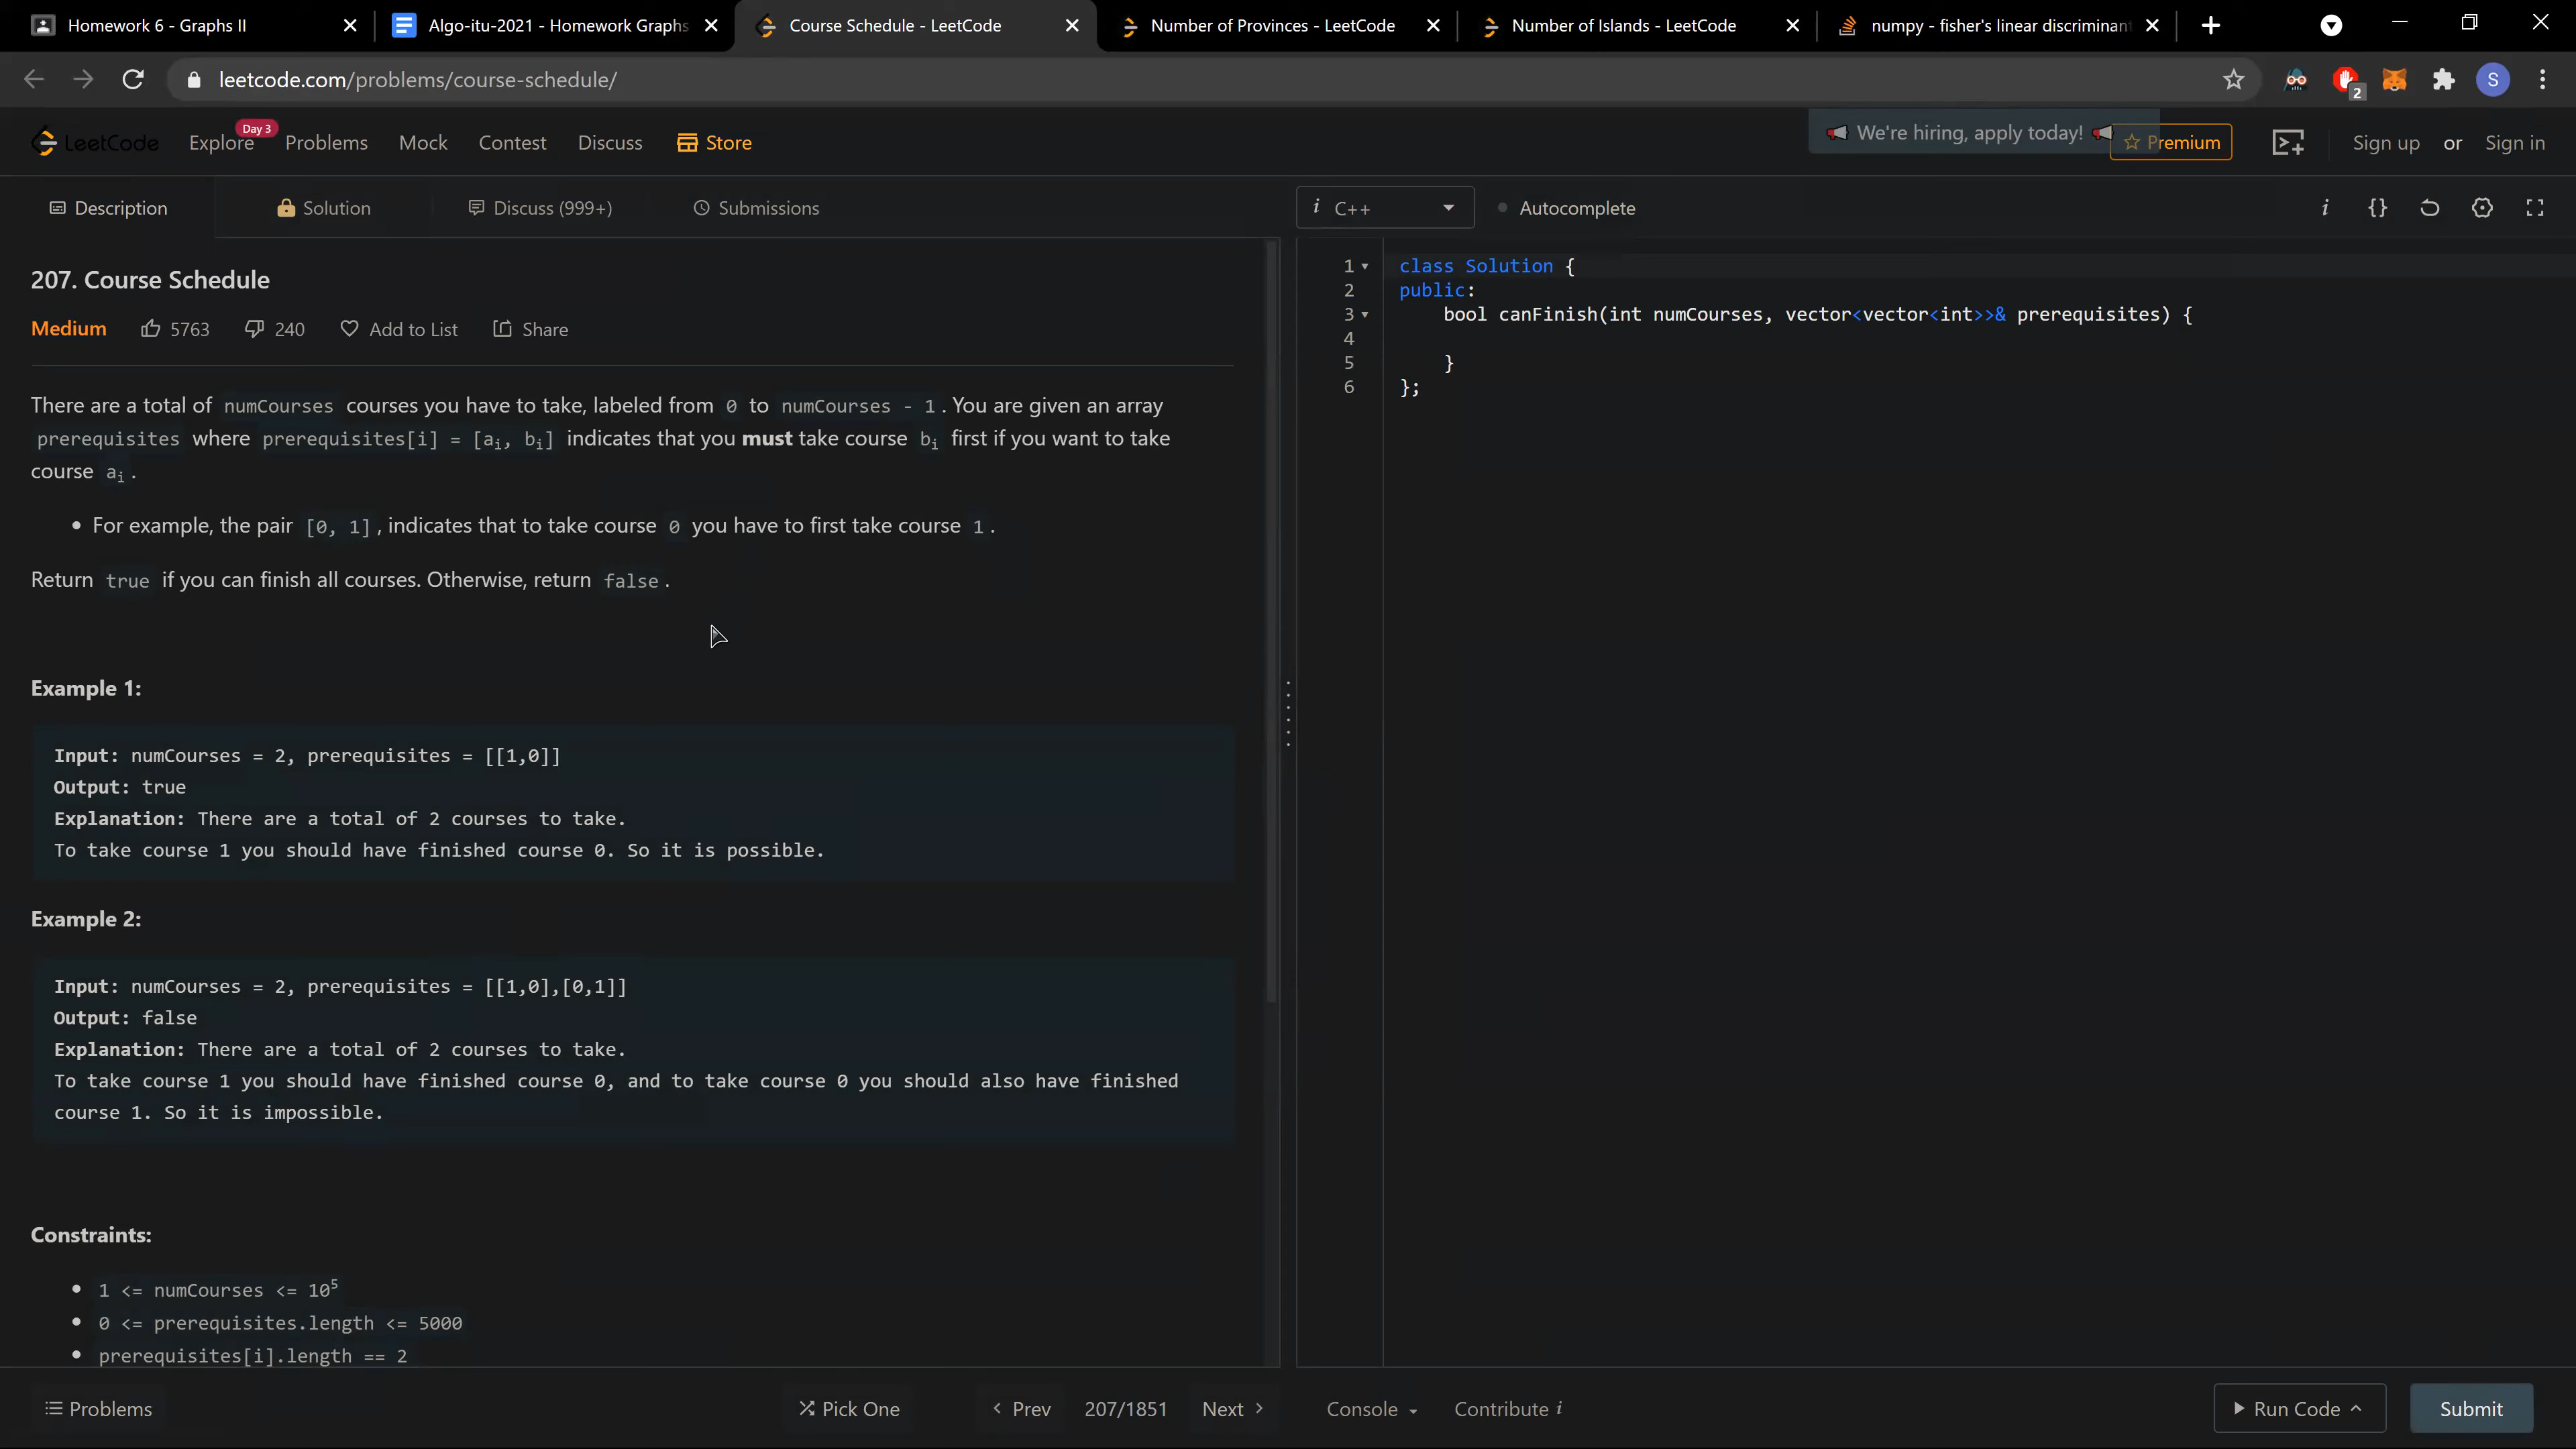 Homework 6 - Graphs II
Algo-itu-2021 - Homework Graphs
Course Schedule - LeetCode
Number of Provinces - LeetCode
Number of Islands - LeetCode
numpy - fisher's linear discriminant
leetcode.com/problems/course-schedule/
2
S
LeetCode
Explore
Day 3
Problems
Mock
Contest
Discuss
Store
We're hiring, apply today!
Premium
Sign up or Sign in
Description
Solution
Discuss (999+)
Submissions
i C++
Autocomplete
i
{}
207. Course Schedule
Medium 5763 240 Add to List Share
There are a total of numCourses courses you have to take, labeled from 0 to numCourses - 1. You are given an array
prerequisites where prerequisites[i] = [ai, bi] indicates that you must take course bi first if you want to take
course ai.
• For example, the pair [0, 1], indicates that to take course 0 you have to first take course 1.
Return true if you can finish all courses. Otherwise, return false.
Example 1:
Input: numCourses = 2, prerequisites = [[1,0]]
Output: true
Explanation: There are a total of 2 courses to take.
To take course 1 you should have finished course 0. So it is possible.
Example 2:
Input: numCourses = 2, prerequisites = [[1,0],[0,1]]
Output: false
Explanation: There are a total of 2 courses to take.
To take course 1 you should have finished course 0, and to take course 0 you should also have finished
course 1. So it is impossible.
Constraints:
• 1 <= numCourses <= 10^5
• 0 <= prerequisites.length <= 5000
• prerequisites[i].length == 2
1 class Solution {
2 public:
3     bool canFinish(int numCourses, vector<vector<int>>& prerequisites) {
4
5     }
6 };
Problems
Pick One
< Prev
207/1851
Next >
Console
Contribute i
Run Code
Submit